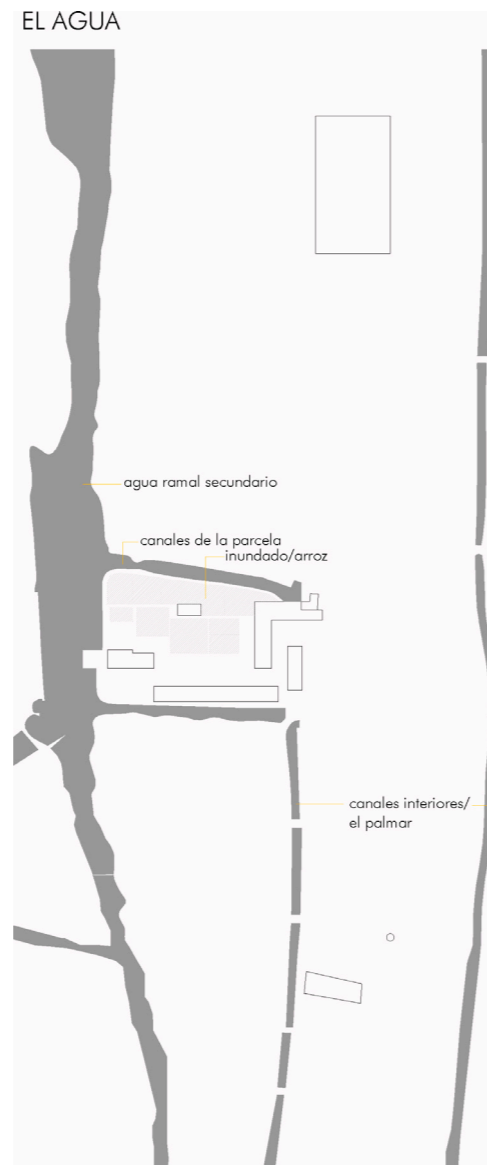 EL AGUA
agua ramal secundario
canales de la parcela
inundado/arroz
canales interiores/
el palmar